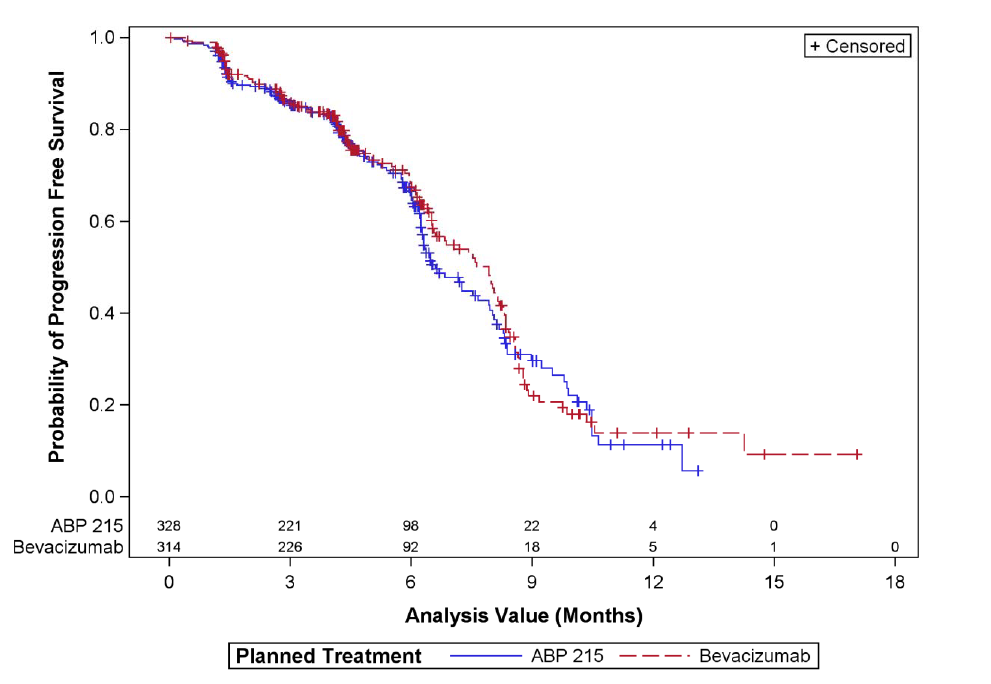 1.0
+ Censored
0.8
0.6
0.4
0.2
0.0
Probability of Progression Free Survival
ABP 215 328 221 98 22 4 0
Bevacizumab 314 226 92 18 5 1 0
0 3 6 9 12 15 18
Analysis Value (Months)
Planned Treatment ABP 215 Bevacizumab